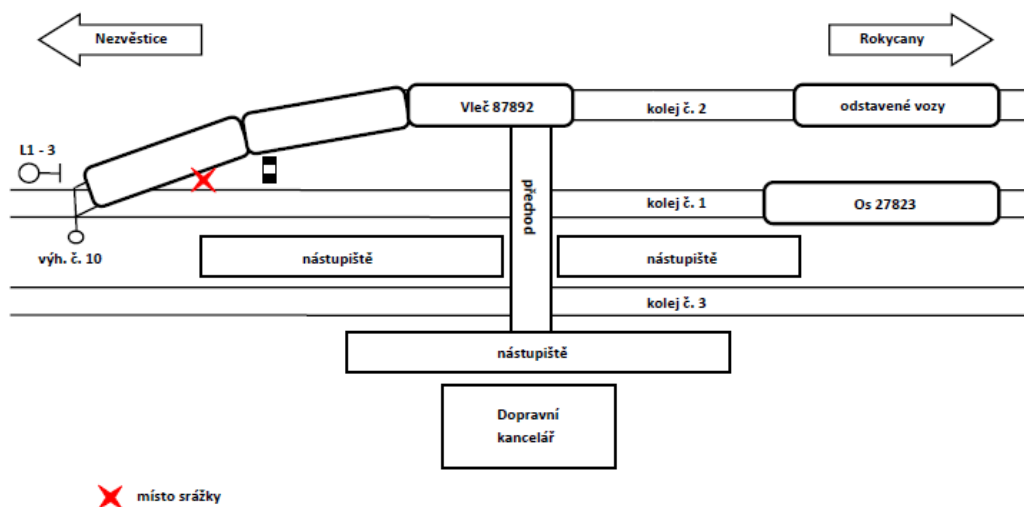 Nezvěstice
Rokycany
Vleč 87892
kolej č. 2
odstavené vozy
L1 - 3
přechod
kolej č. 1
Os 27823
výh. č. 10
nástupiště
nástupiště
kolej č. 3
nástupiště
Dopravní
kancelář
místo srážky